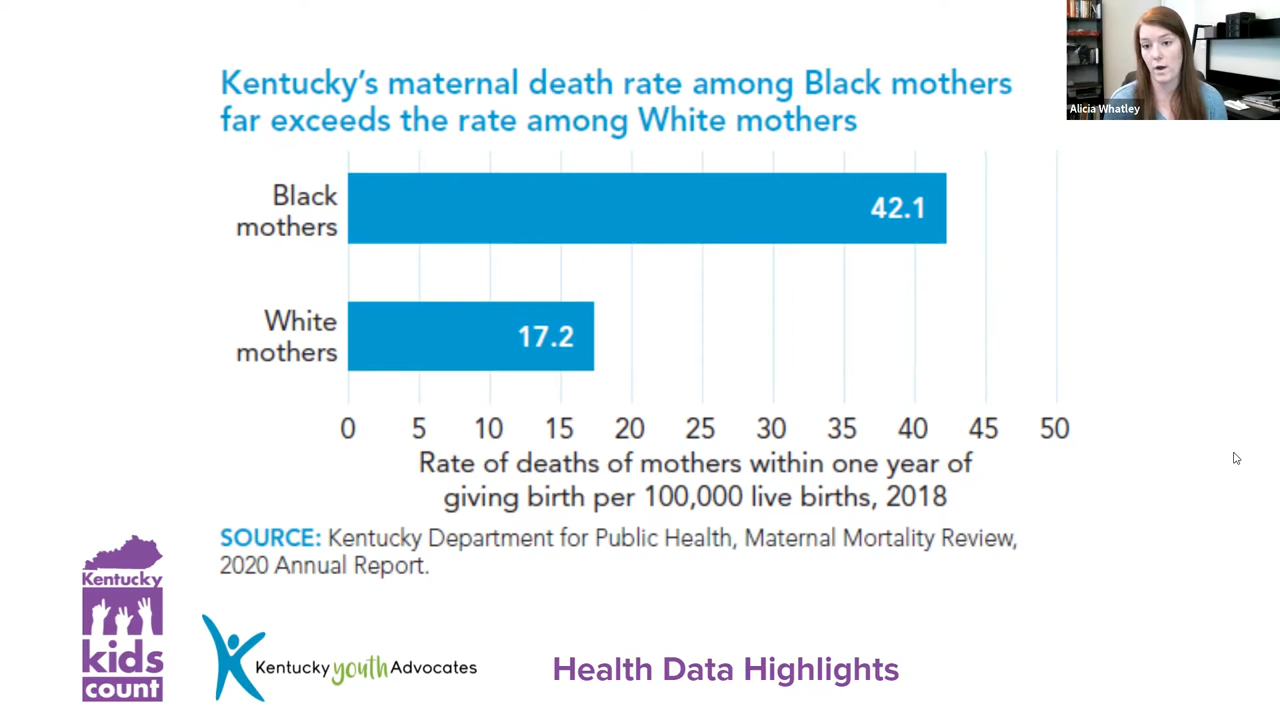 Kentucky's maternal death rate among Black mothers
far exceeds the rate among White mothers
Alicia Whatley
Black
mothers
42.1
White
mothers
17.2
0 5 10 15 20 25 30 35 40 45 50
Rate of deaths of mothers within one year of
giving birth per 100,000 live births, 2018
SOURCE: Kentucky Department for Public Health, Maternal Mortality Review,
2020 Annual Report.
Kentucky
kids
count
Kentucky youth Advocates
Health Data Highlights